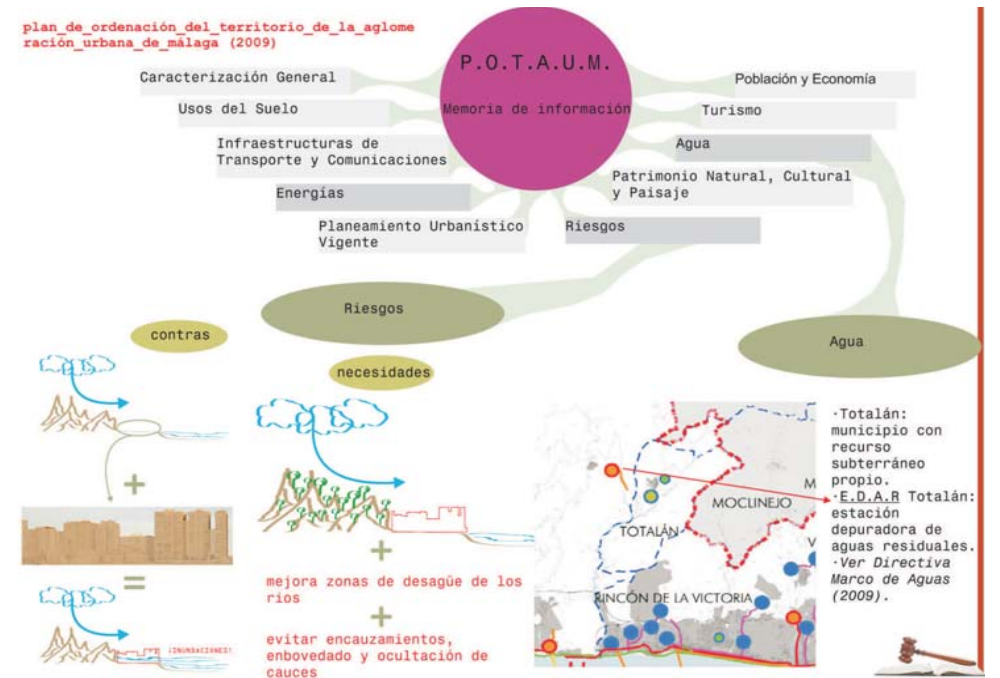 plan_de_ordenación_del_territorio_de_la_aglome
ración_urbana_de_málaga (2009)
P.O.T.A.U.M.
Memoria de información
Caracterización General
Usos del Suelo
Infraestructuras de
Transporte y Comunicaciones
Energías
Planeamiento Urbanístico
Vigente
Población y Economía
Turismo
Agua
Patrimonio Natural, Cultural
y Paisaje
Riesgos
Riesgos
Agua
contras
necesidades
+
=
¡INUNDACIONES!
+
mejora zonas de desagüe de los
rios
+
evitar encauzamientos,
enbovedado y ocultación de
cauces
MOCLINEJO
M
TOTALÁN
V
RINCÓN DE LA VICTORIA
·Totalán:
municipio con
recurso
subterráneo
propio.
·E.D.A.R Totalán:
estación
depuradora de
aguas residuales.
·Ver Directiva
Marco de Aguas
(2009).